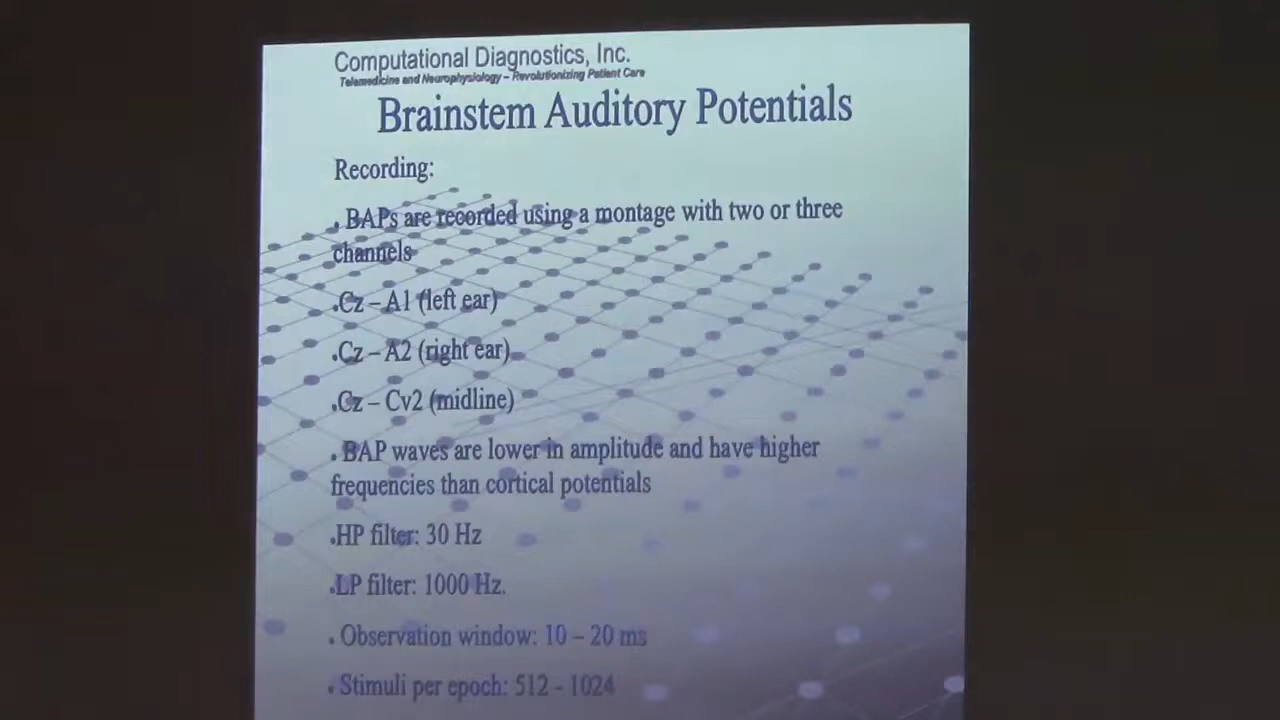 Computational Diagnostics, Inc.
Telemedicine and Neurophysiology – Revolutionizing Patient Care
Brainstem Auditory Potentials
Recording:
• BAPs are recorded using a montage with two or three
channels
•Cz – A1 (left ear)
•Cz – A2 (right ear)
•Cz – Cv2 (midline)
• BAP waves are lower in amplitude and have higher
frequencies than cortical potentials
•HP filter: 30 Hz
•LP filter: 1000 Hz.
• Observation window: 10 – 20 ms
• Stimuli per epoch: 512 - 1024